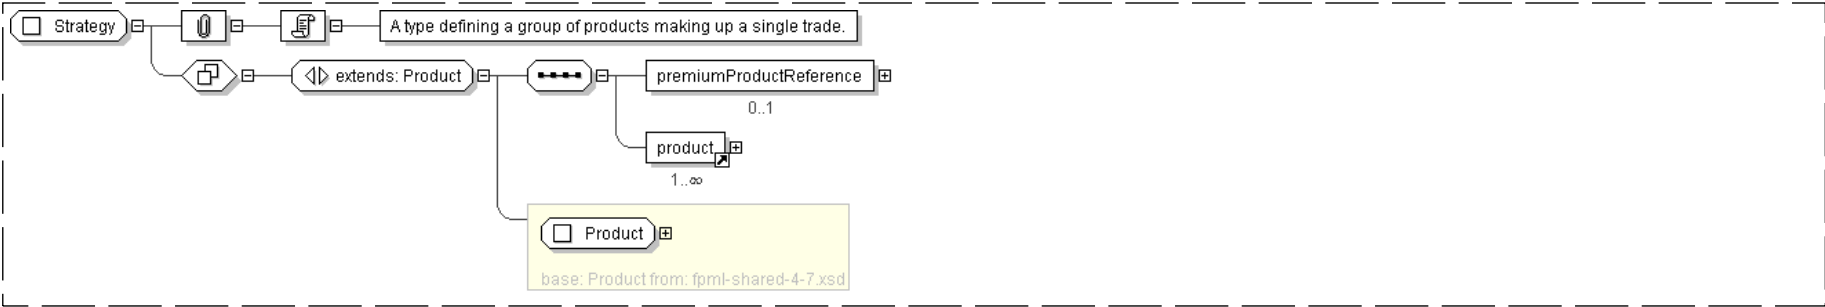 Strategy
A type defining a group of products making up a single trade.
extends: Product
premiumProductReference
0..1
product
1..∞
Product
base: Product from: fpml-shared-4-7.xsd